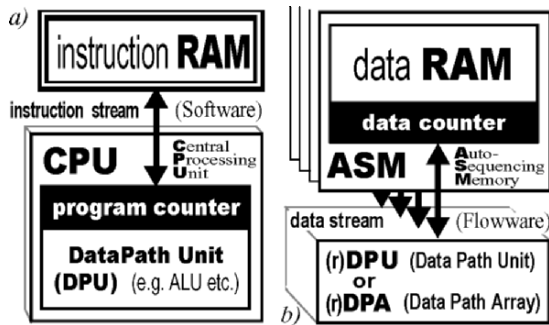 a)
instruction RAM
instruction stream (Software)
CPU Central
Processing
Unit
program counter
DataPath Unit
(DPU) (e.g. ALU etc.)
data RAM
data counter
ASM Auto-
Sequencing
Memory
data stream (Flowware)
(r)DPU (Data Path Unit)
or
(r)DPA (Data Path Array)
b)